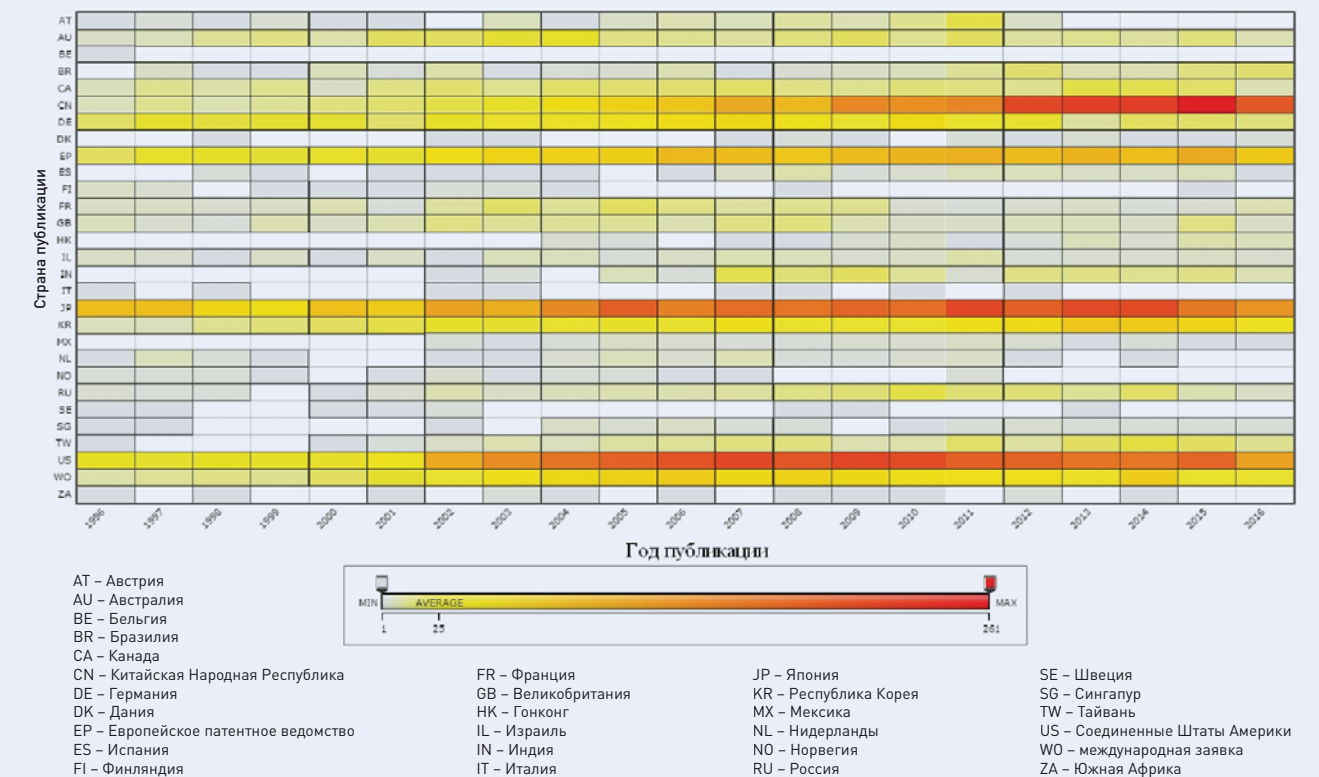 Страна публикации
AT
AU
BE
BR
CA
CN
DE
DK
EP
ES
FI
FR
GB
HK
IL
IN
IT
JP
KR
MX
NL
NO
RU
SE
SG
TW
US
WO
ZA
1996 1997 1998 1999 2000 2001 2002 2003 2004 2005 2006 2007 2008 2009 2010 2011 2012 2013 2014 2015 2016
Год публикации
MIN AVERAGE MAX
1 25 261
AT – Австрия
AU – Австралия
BE – Бельгия
BR – Бразилия
CA – Канада
CN – Китайская Народная Республика
DE – Германия
DK – Дания
EP – Европейское патентное ведомство
ES – Испания
FI – Финляндия
FR – Франция
GB – Великобритания
HK – Гонконг
IL – Израиль
IN – Индия
IT – Италия
JP – Япония
KR – Республика Корея
MX – Мексика
NL – Нидерланды
NO – Норвегия
RU – Россия
SE – Швеция
SG – Сингапур
TW – Тайвань
US – Соединенные Штаты Америки
WO – международная заявка
ZA – Южная Африка